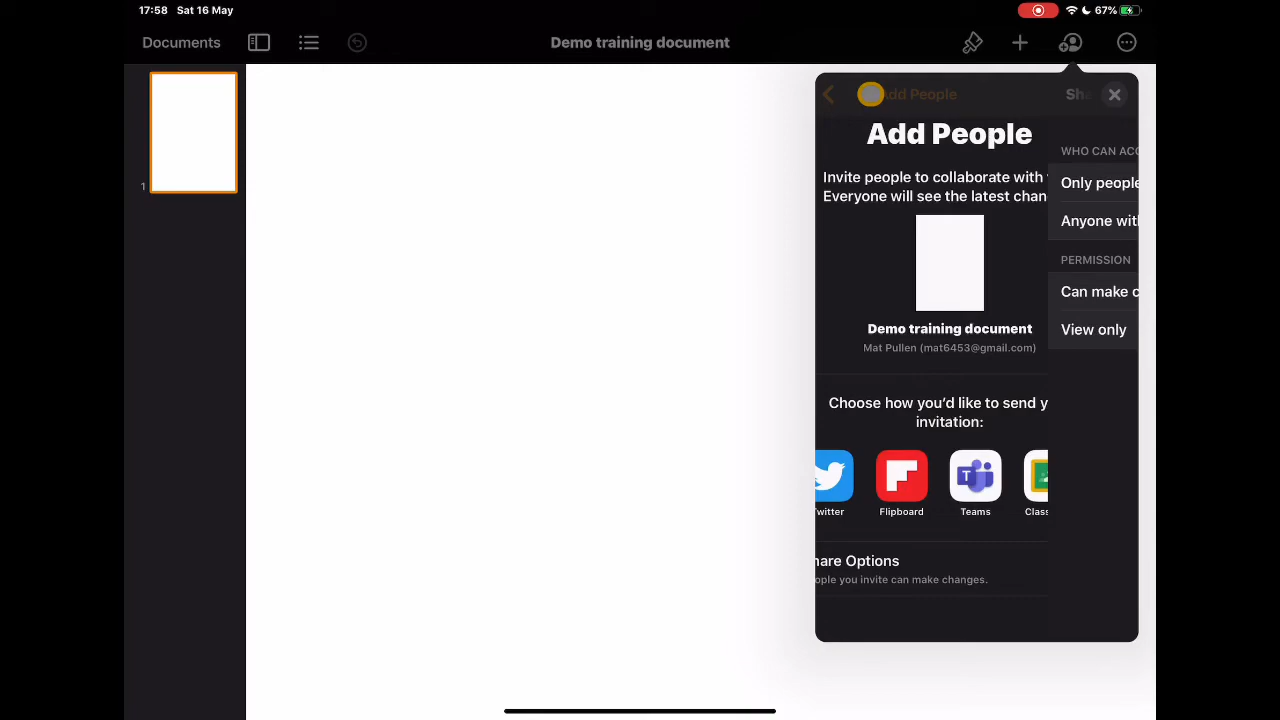 17:58 Sat 16 May
67%
Documents
Demo training document
1
Add People
Sha
Add People
Invite people to collaborate with
Everyone will see the latest chan
Demo training document
Mat Pullen (mat6453@gmail.com)
Choose how you’d like to send y
invitation:
Twitter
Flipboard
Teams
Class
hare Options
ople you invite can make changes.
WHO CAN ACC
Only people
Anyone with
PERMISSION
Can make c
View only